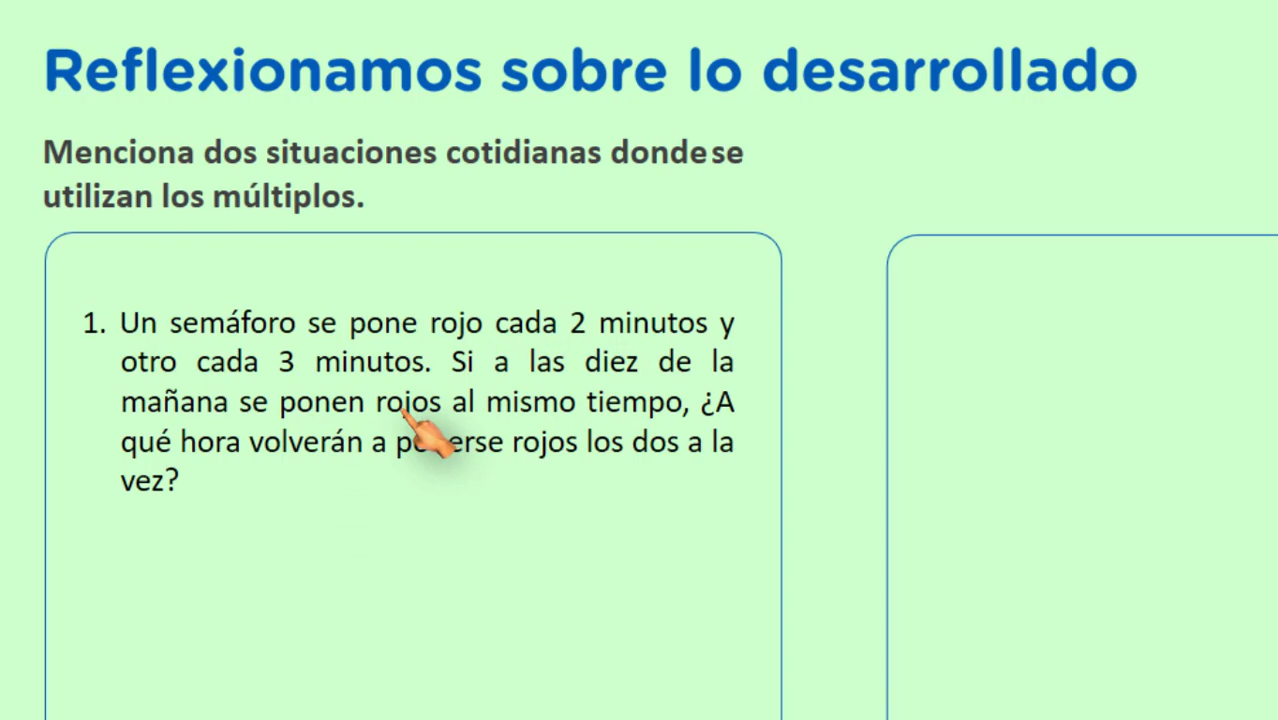 Reflexionamos sobre lo desarrollado
Menciona dos situaciones cotidianas donde se
utilizan los múltiplos.
1. Un semáforo se pone rojo cada 2 minutos y
otro cada 3 minutos. Si a las diez de la
mañana se ponen rojos al mismo tiempo, ¿A
qué hora volverán a ponerse rojos los dos a la
vez?